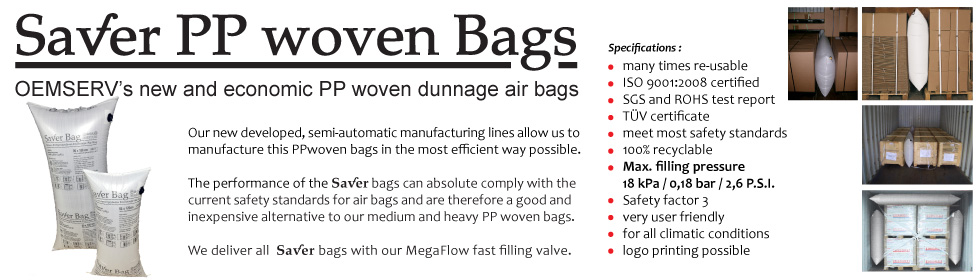 Saver PP woven Bags
OEMSERV's new and economic PP woven dunnage air bags
Saver Bag
Saver Bag
Our new developed, semi-automatic manufacturing lines allow us to
manufacture this PPwoven bags in the most efficient way possible.
The performance of the Saver bags can absolute comply with the
current safety standards for air bags and are therefore a good and
inexpensive alternative to our medium and heavy PP woven bags.
We deliver all Saver bags with our MegaFlow fast filling valve.
Specifications :
• many times re-usable
• ISO 9001:2008 certified
• SGS and ROHS test report
• TÜV certificate
• meet most safety standards
• 100% recyclable
• Max. filling pressure
18 kPa / 0,18 bar / 2,6 P.S.I.
• Safety factor 3
• very user friendly
• for all climatic conditions
• logo printing possible